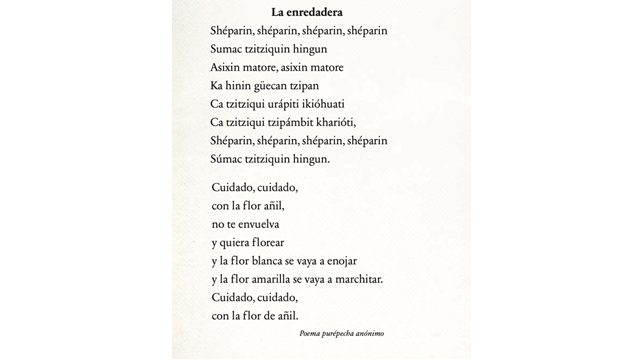 La enredadera
Shéparin, shéparin, shéparin, shéparin
Sumac tzitziquin hingun
Asixin matore, asixin matore
Ka hinin güecan tzipan
Ca tzitziqui urápiti ikióhuati
Ca tzitziqui tzipámbit kharióti,
Shéparin, shéparin, shéparin, shéparin
Súmac tzitziquin hingun.
Cuidado, cuidado,
con la flor añil,
no te envuelva
y quiera florear
y la flor blanca se vaya a enojar
y la flor amarilla se vaya a marchitar.
Cuidado, cuidado,
con la flor de añil.
Poema purépecha anónimo